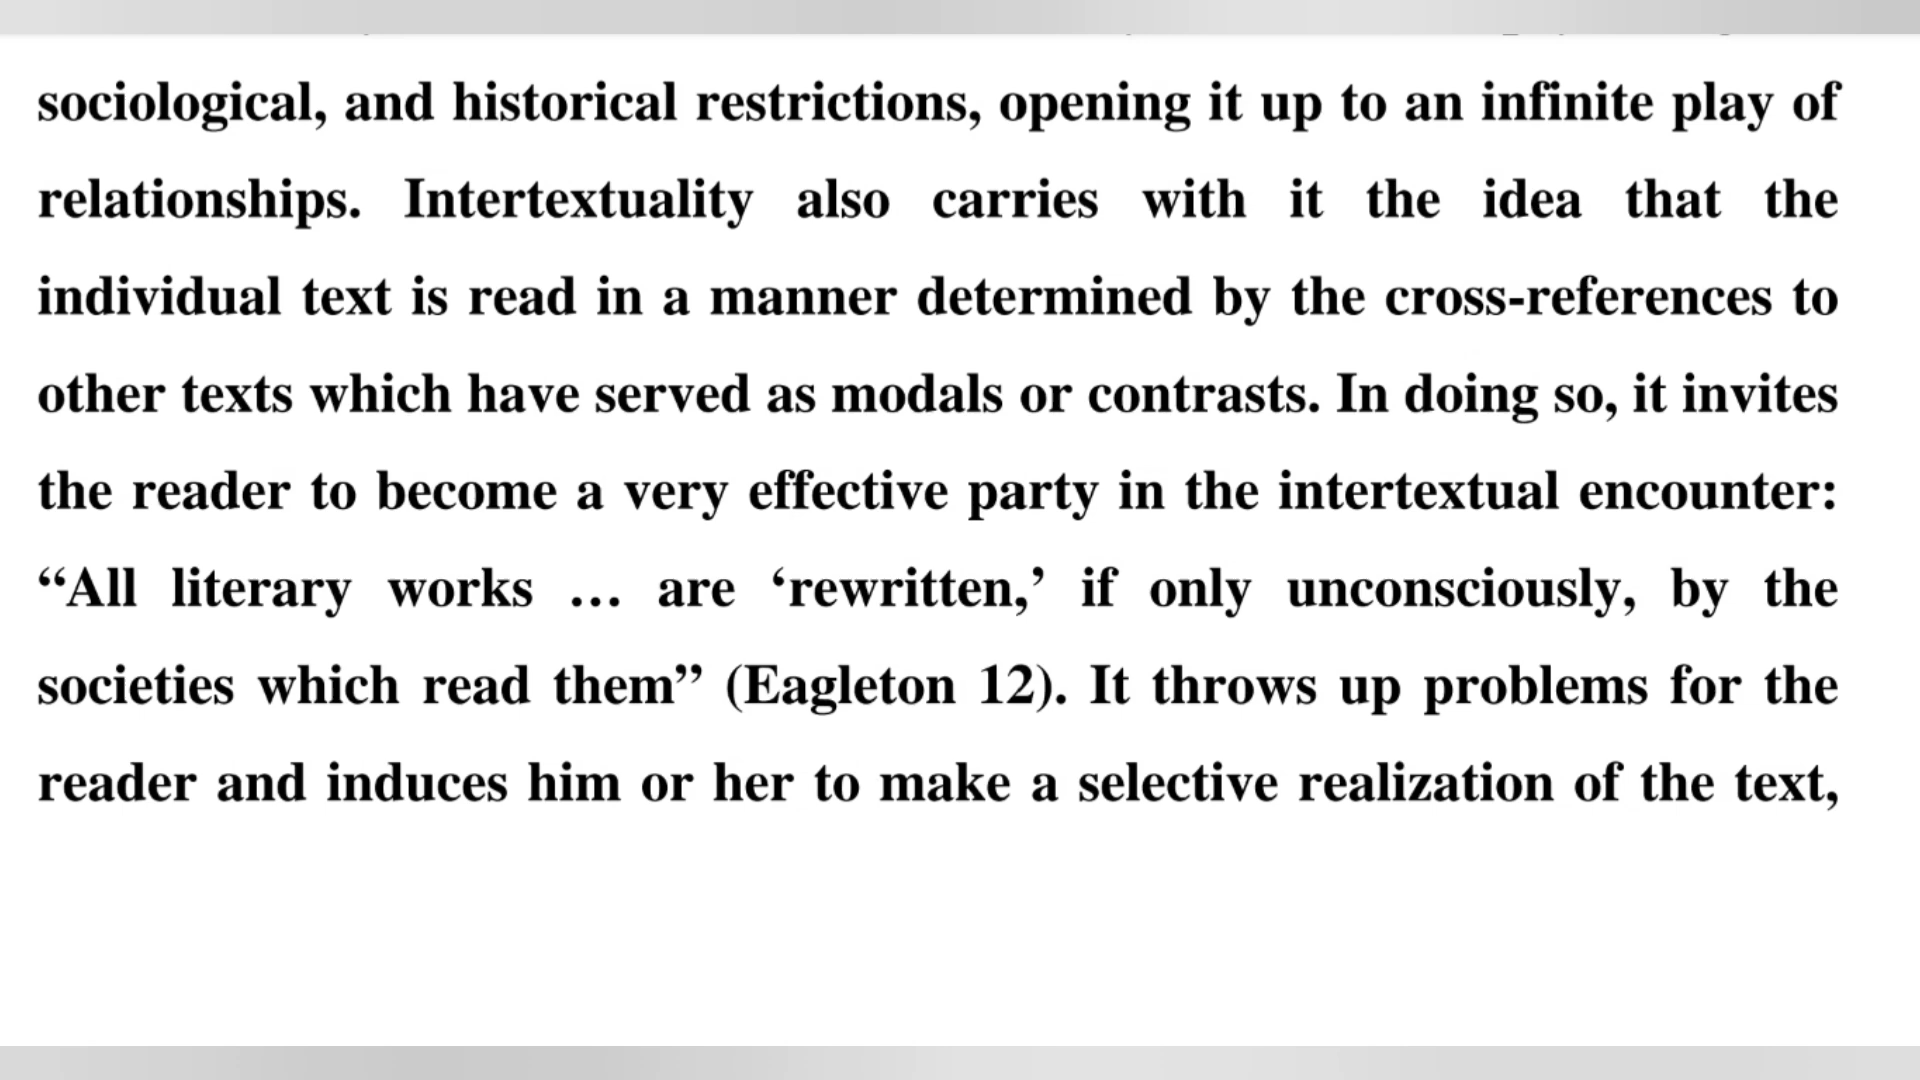 sociological, and historical restrictions, opening it up to an infinite play of
relationships. Intertextuality also carries with it the idea that the
individual text is read in a manner determined by the cross-references to
other texts which have served as modals or contrasts. In doing so, it invites
the reader to become a very effective party in the intertextual encounter:
“All literary works … are ‘rewritten,’ if only unconsciously, by the
societies which read them” (Eagleton 12). It throws up problems for the
reader and induces him or her to make a selective realization of the text,